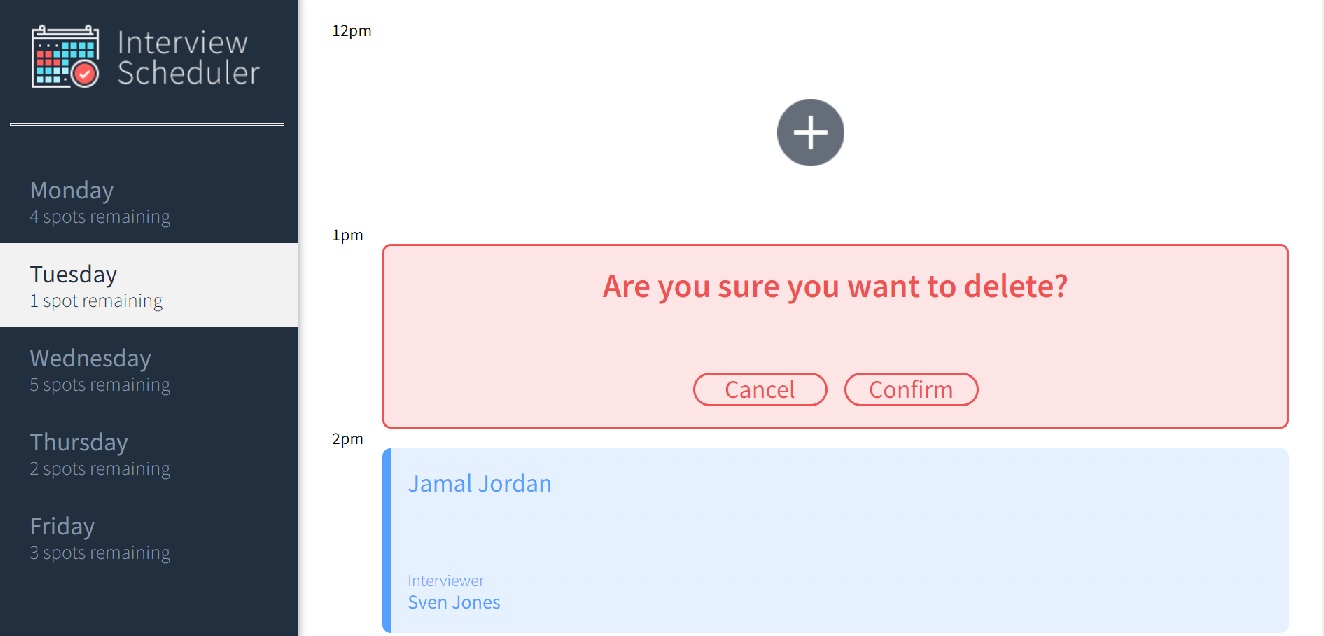 Interview
Scheduler
Monday
4 spots remaining
Tuesday
1 spot remaining
Wednesday
5 spots remaining
Thursday
2 spots remaining
Friday
3 spots remaining
12pm
1pm
Are you sure you want to delete?
Cancel Confirm
2pm
Jamal Jordan
Interviewer
Sven Jones